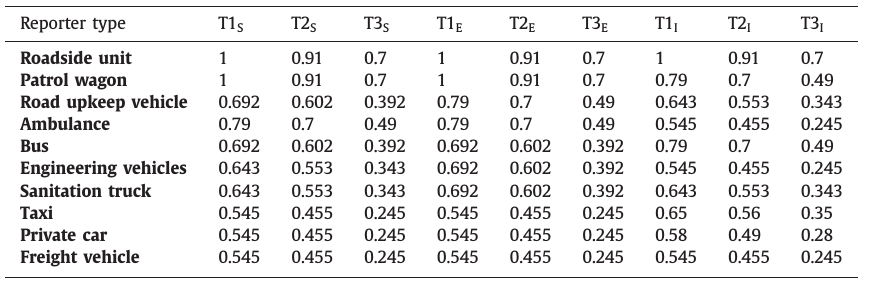 Reporter type T1S T2S T3S T1E T2E T3E T1I T2I T3I
Roadside unit 1 0.91 0.7 1 0.91 0.7 1 0.91 0.7
Patrol wagon 1 0.91 0.7 1 0.91 0.7 0.79 0.7 0.49
Road upkeep vehicle 0.692 0.602 0.392 0.79 0.7 0.49 0.643 0.553 0.343
Ambulance 0.79 0.7 0.49 0.79 0.7 0.49 0.545 0.455 0.245
Bus 0.692 0.602 0.392 0.692 0.602 0.392 0.79 0.7 0.49
Engineering vehicles 0.643 0.553 0.343 0.692 0.602 0.392 0.545 0.455 0.245
Sanitation truck 0.643 0.553 0.343 0.692 0.602 0.392 0.643 0.553 0.343
Taxi 0.545 0.455 0.245 0.545 0.455 0.245 0.65 0.56 0.35
Private car 0.545 0.455 0.245 0.545 0.455 0.245 0.58 0.49 0.28
Freight vehicle 0.545 0.455 0.245 0.545 0.455 0.245 0.545 0.455 0.245